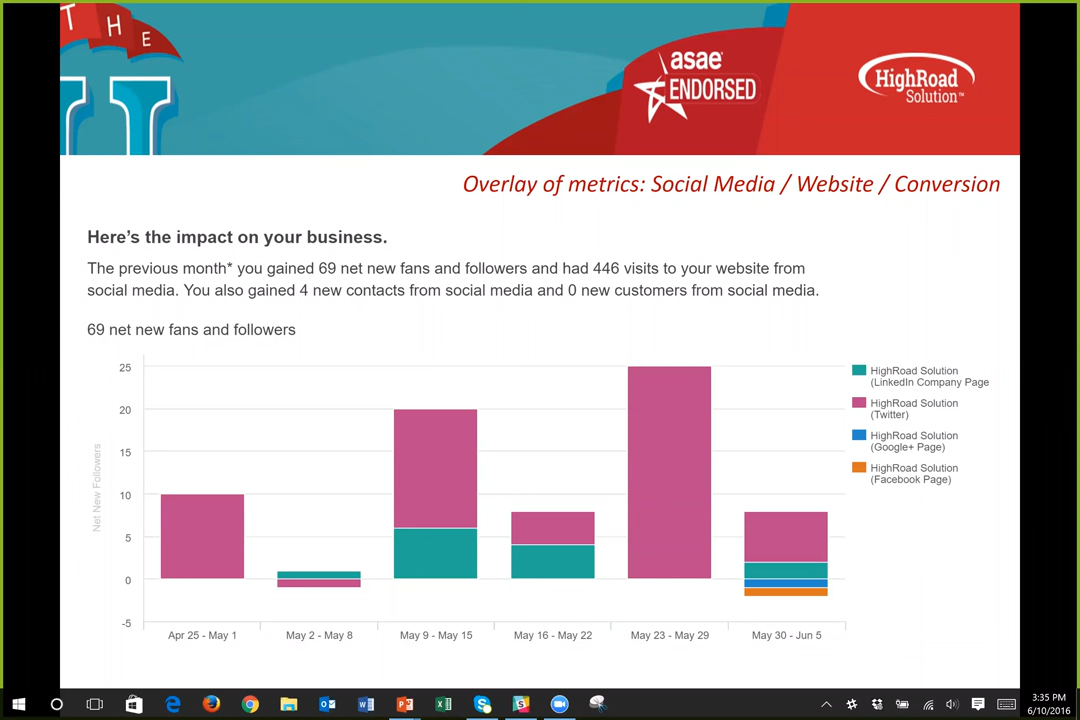 THE
U
asae
ENDORSED
HighRoad
Solution™
Overlay of metrics: Social Media / Website / Conversion
Here's the impact on your business.
The previous month* you gained 69 net new fans and followers and had 446 visits to your website from
social media. You also gained 4 new contacts from social media and 0 new customers from social media.
69 net new fans and followers
Net New Followers
25
20
15
10
5
0
-5
Apr 25 - May 1
May 2 - May 8
May 9 - May 15
May 16 - May 22
May 23 - May 29
May 30 - Jun 5
HighRoad Solution
(LinkedIn Company Page
HighRoad Solution
(Twitter)
HighRoad Solution
(Google+ Page)
HighRoad Solution
(Facebook Page)
3:35 PM
6/10/2016